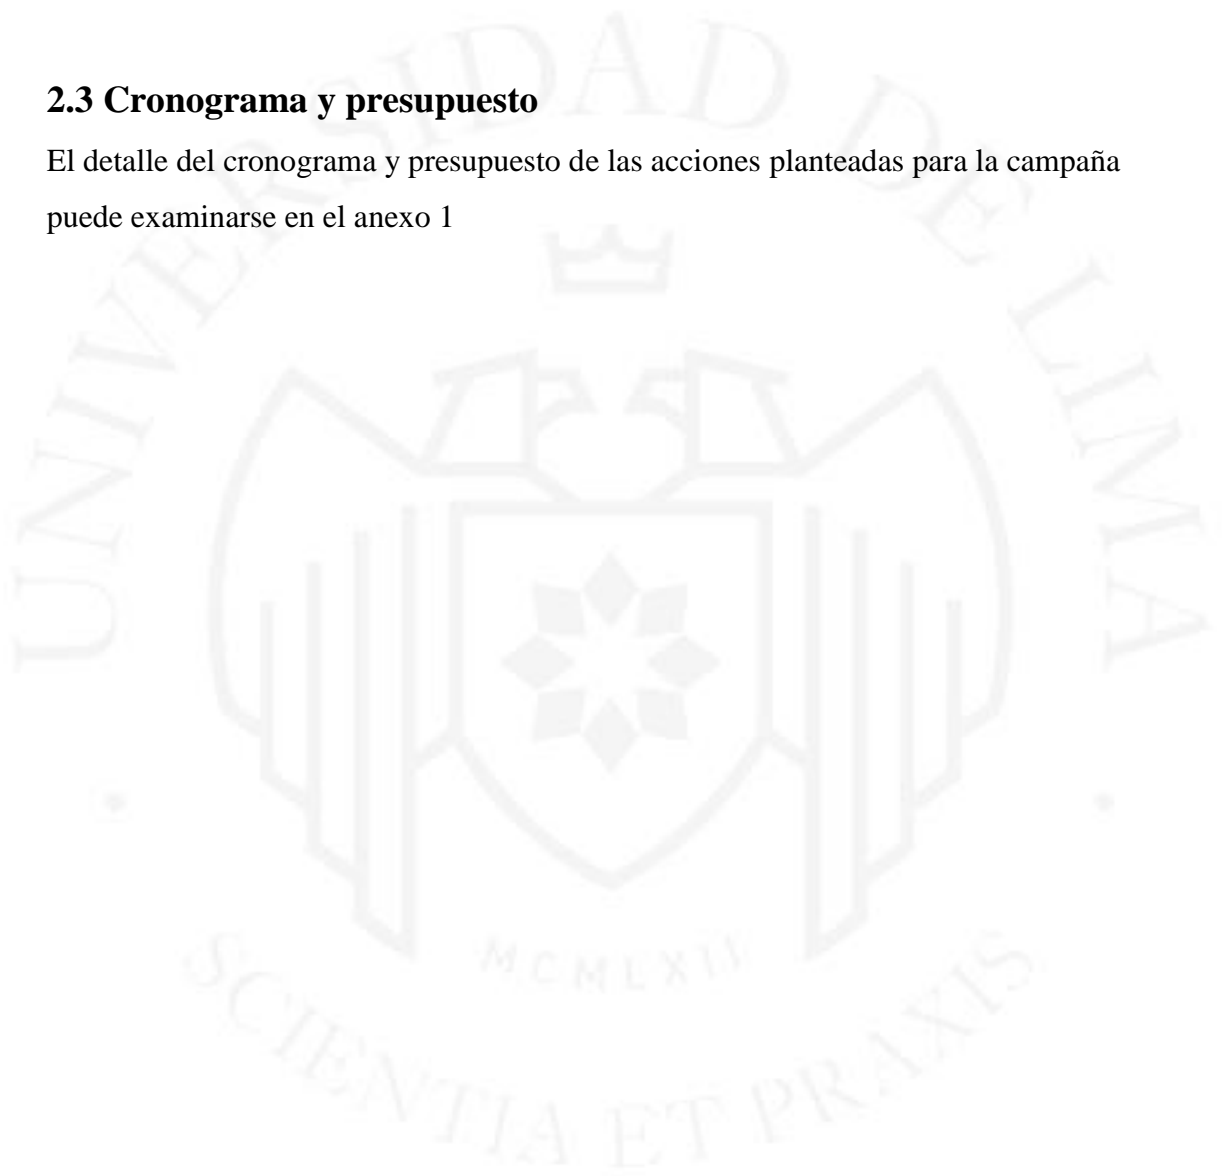 2.3 Cronograma y presupuesto
El detalle del cronograma y presupuesto de las acciones planteadas para la campaña
puede examinarse en el anexo 1
UNIVERSIDAD DE LIMA
MCMLXII
SCIENTIA ET PRAXIS